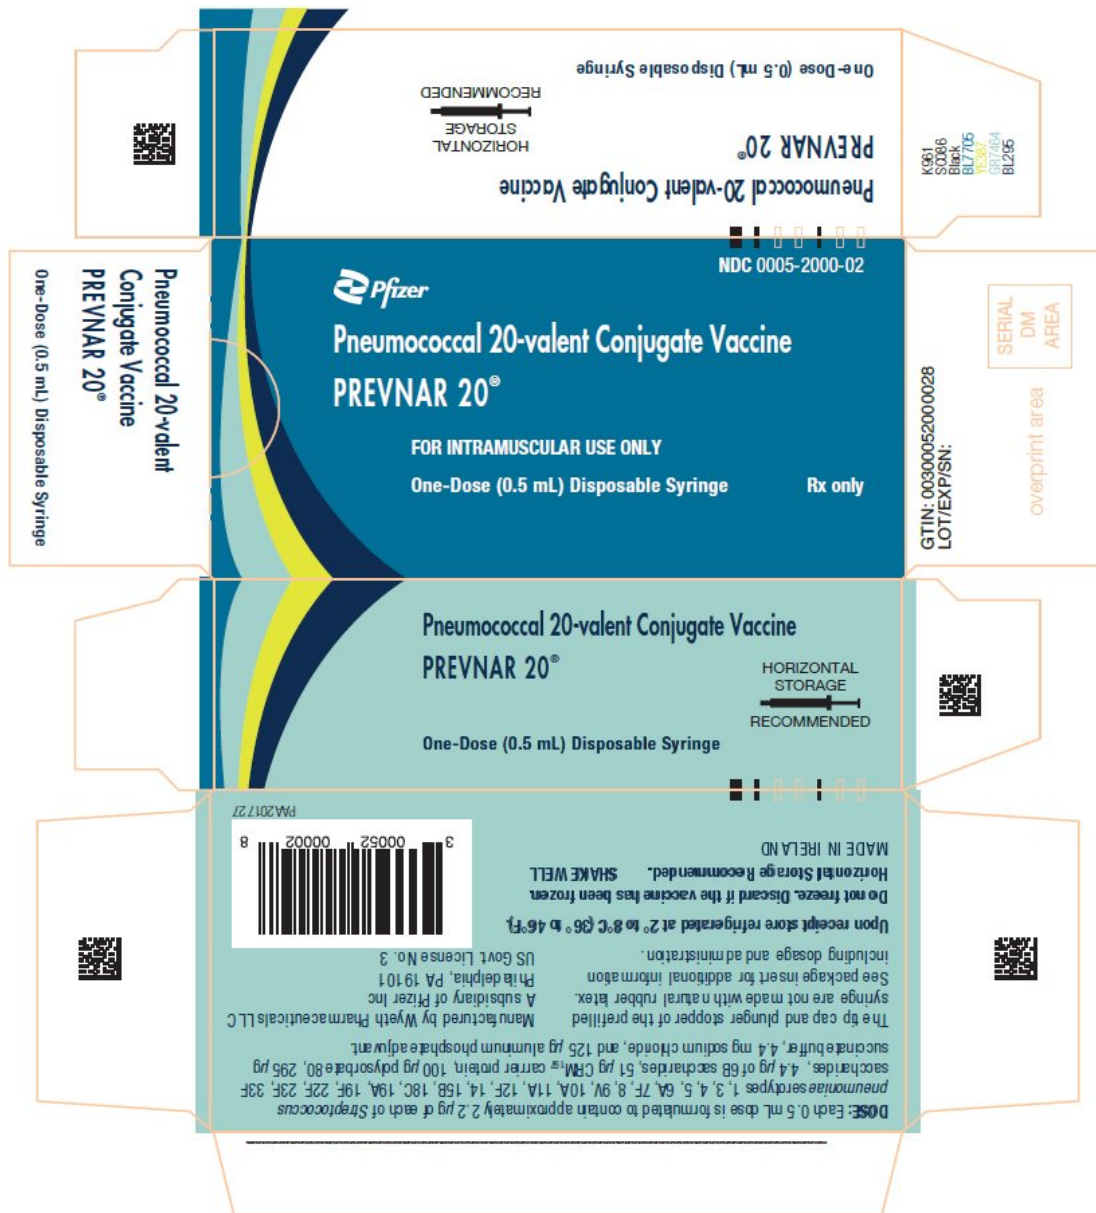 One-Dose (0.5 mL) Disposable Syringe
HORIZONTAL
STORAGE
RECOMMENDED
PREVNAR 20®
Pneumococcal 20-valent Conjugate Vaccine
K961
SC086
Black
BL7705
YE387
GR7464
BL295
NDC 0005-2000-02
Pfizer
Pneumococcal 20-valent Conjugate Vaccine
PREVNAR 20®
FOR INTRAMUSCULAR USE ONLY
One-Dose (0.5 mL) Disposable Syringe
Rx only
Pneumococcal 20-valent
Conjugate Vaccine
PREVNAR 20®
One-Dose (0.5 mL) Disposable Syringe
GTIN: 00300052000028
LOT/EXP/SN:
SERIAL
DM
AREA
overprint area
Pneumococcal 20-valent Conjugate Vaccine
PREVNAR 20®
HORIZONTAL
STORAGE
RECOMMENDED
One-Dose (0.5 mL) Disposable Syringe
DOSE: Each 0.5 mL dose is formulated to contain approximately 2.2 µg of each of Streptococcus
pneumoniae serotypes 1, 3, 4, 5, 6A, 7F, 8, 9V, 10A, 11A, 12F, 14, 15B, 18C, 19A, 19F, 22F, 23F, 33F
saccharides, 4.4 µg of 6B saccharides, 51 µg CRM197 carrier protein, 100 µg polysorbate 80, 295 µg
succinate buffer, 4.4 mg sodium chloride, and 125 µg aluminum phosphate adjuvant.
The tip cap and plunger stopper of the prefilled
syringe are not made with natural rubber latex.
See package insert for additional information
including dosage and administration.
Manufactured by Wyeth Pharmaceuticals LLC
A subsidiary of Pfizer Inc
Philadelphia, PA 19101
US Govt. License No. 3
Upon receipt store refrigerated at 2° to 8°C (36° to 46°F).
Do not freeze. Discard if the vaccine has been frozen.
Horizontal Storage Recommended. SHAKE WELL
MADE IN IRELAND
3 00052 00002 8
PAA201727